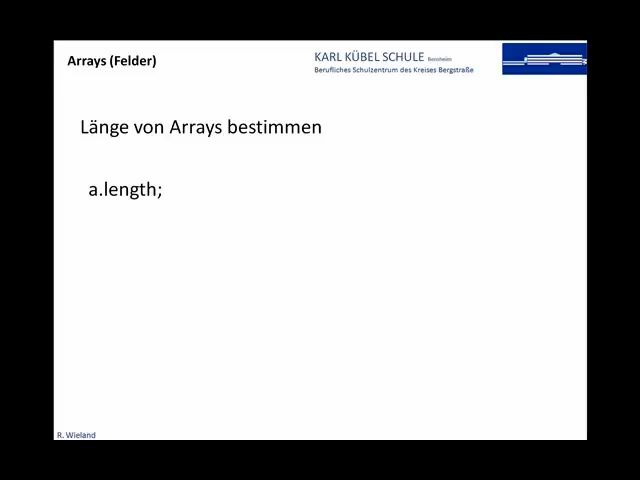 Arrays (Felder)
KARL KÜBEL SCHULE Bensheim
Berufliches Schulzentrum des Kreises Bergstraße
Länge von Arrays bestimmen
a.length;
R. Wieland